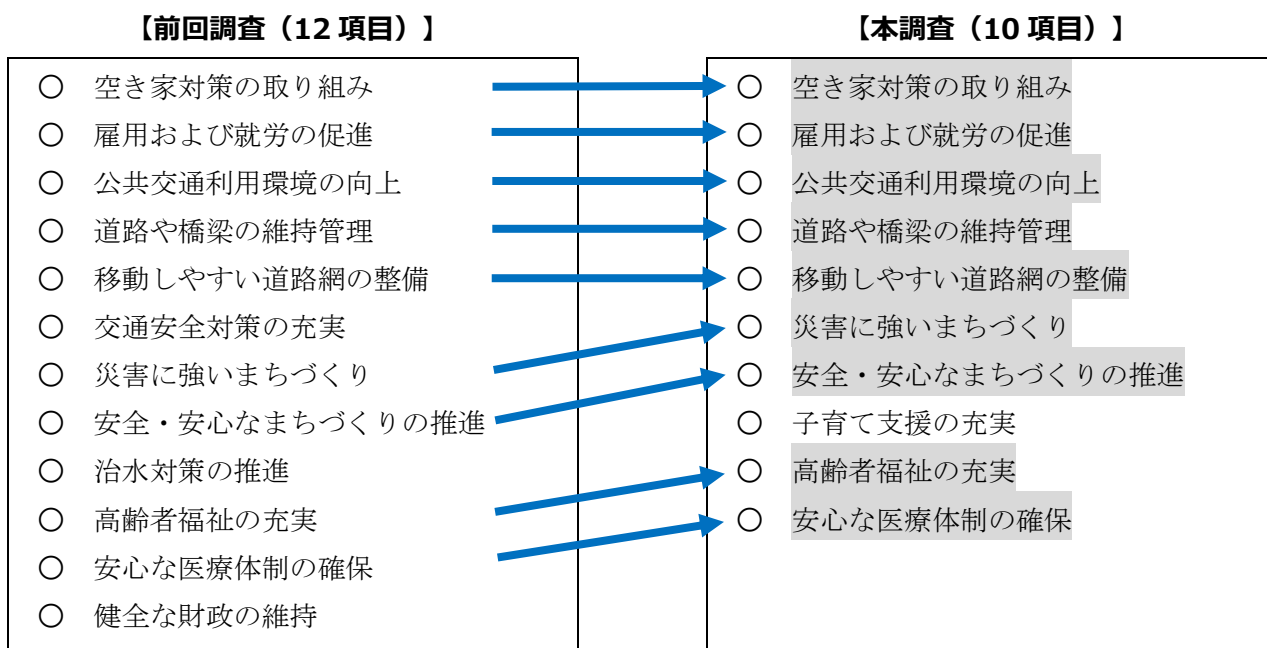 【前回調査（12 項目）】
○ 空き家対策の取り組み
○ 雇用および就労の促進
○ 公共交通利用環境の向上
○ 道路や橋梁の維持管理
○ 移動しやすい道路網の整備
○ 交通安全対策の充実
○ 災害に強いまちづくり
○ 安全・安心なまちづくりの推進
○ 治水対策の推進
○ 高齢者福祉の充実
○ 安心な医療体制の確保
○ 健全な財政の維持
【本調査（10 項目）】
○ 空き家対策の取り組み
○ 雇用および就労の促進
○ 公共交通利用環境の向上
○ 道路や橋梁の維持管理
○ 移動しやすい道路網の整備
○ 災害に強いまちづくり
○ 安全・安心なまちづくりの推進
○ 子育て支援の充実
○ 高齢者福祉の充実
○ 安心な医療体制の確保